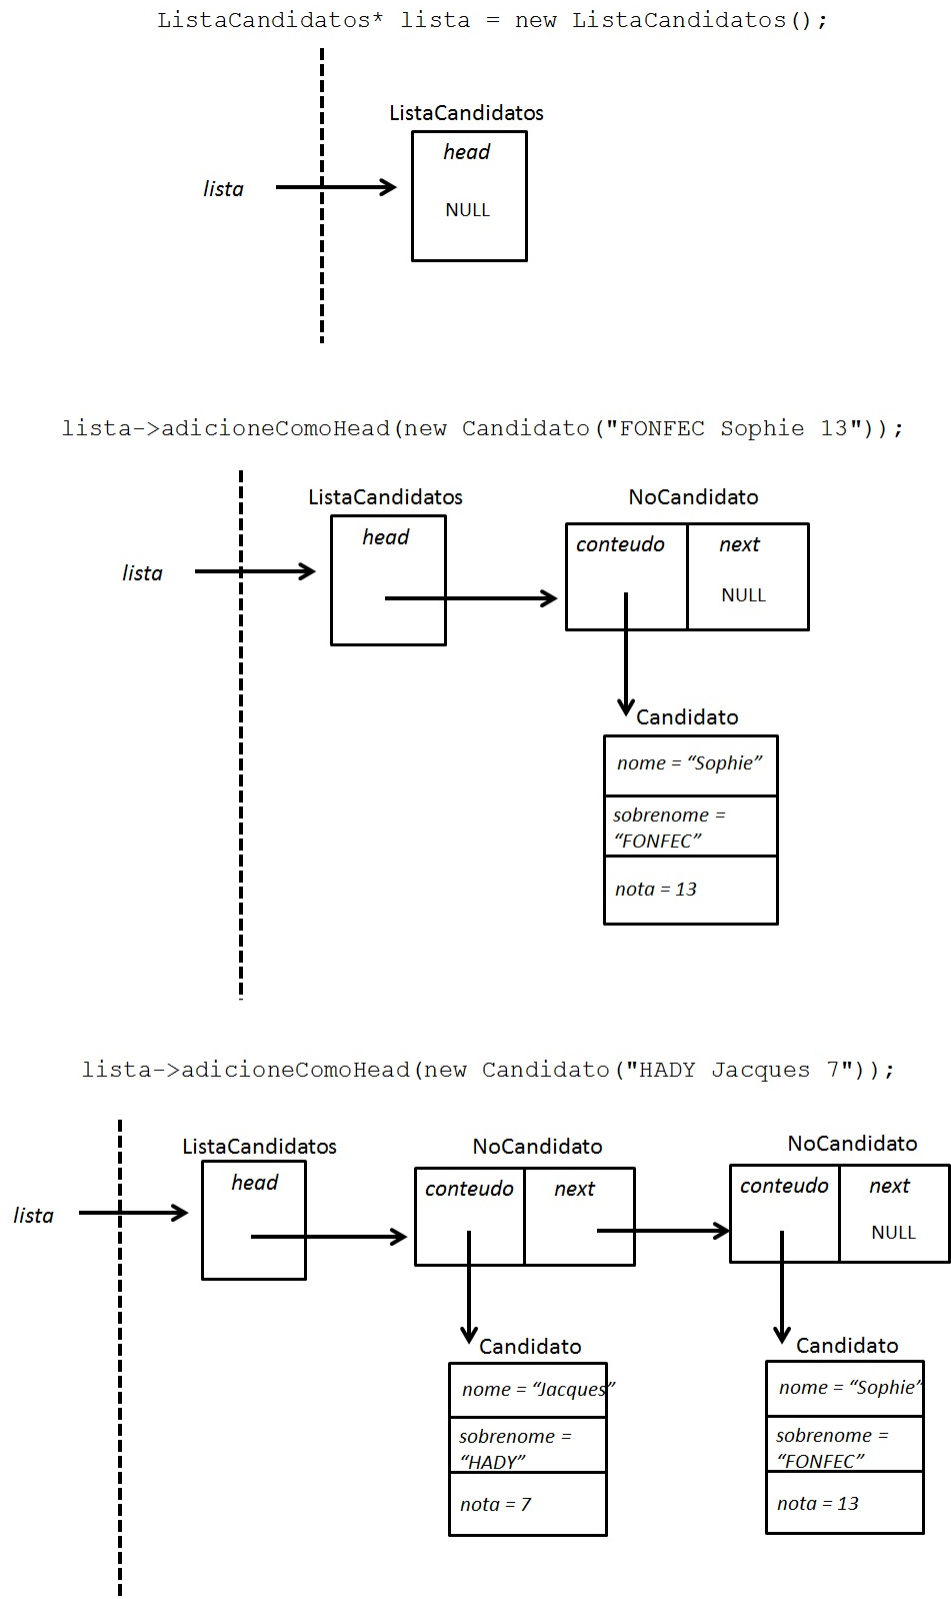 ListaCandidatos* lista = new ListaCandidatos();
ListaCandidatos
head
lista
NULL
lista->adicioneComoHead(new Candidato("FONFEC Sophie 13"));
ListaCandidatos
NoCandidato
head
conteudo
next
lista
NULL
Candidato
nome = “Sophie”
sobrenome =
“FONFEC”
nota = 13
lista->adicioneComoHead(new Candidato("HADY Jacques 7"));
ListaCandidatos
NoCandidato
NoCandidato
head
conteudo
next
conteudo
next
lista
NULL
Candidato
Candidato
nome = “Jacques”
nome = “Sophie”
sobrenome =
“HADY”
sobrenome =
“FONFEC”
nota = 7
nota = 13